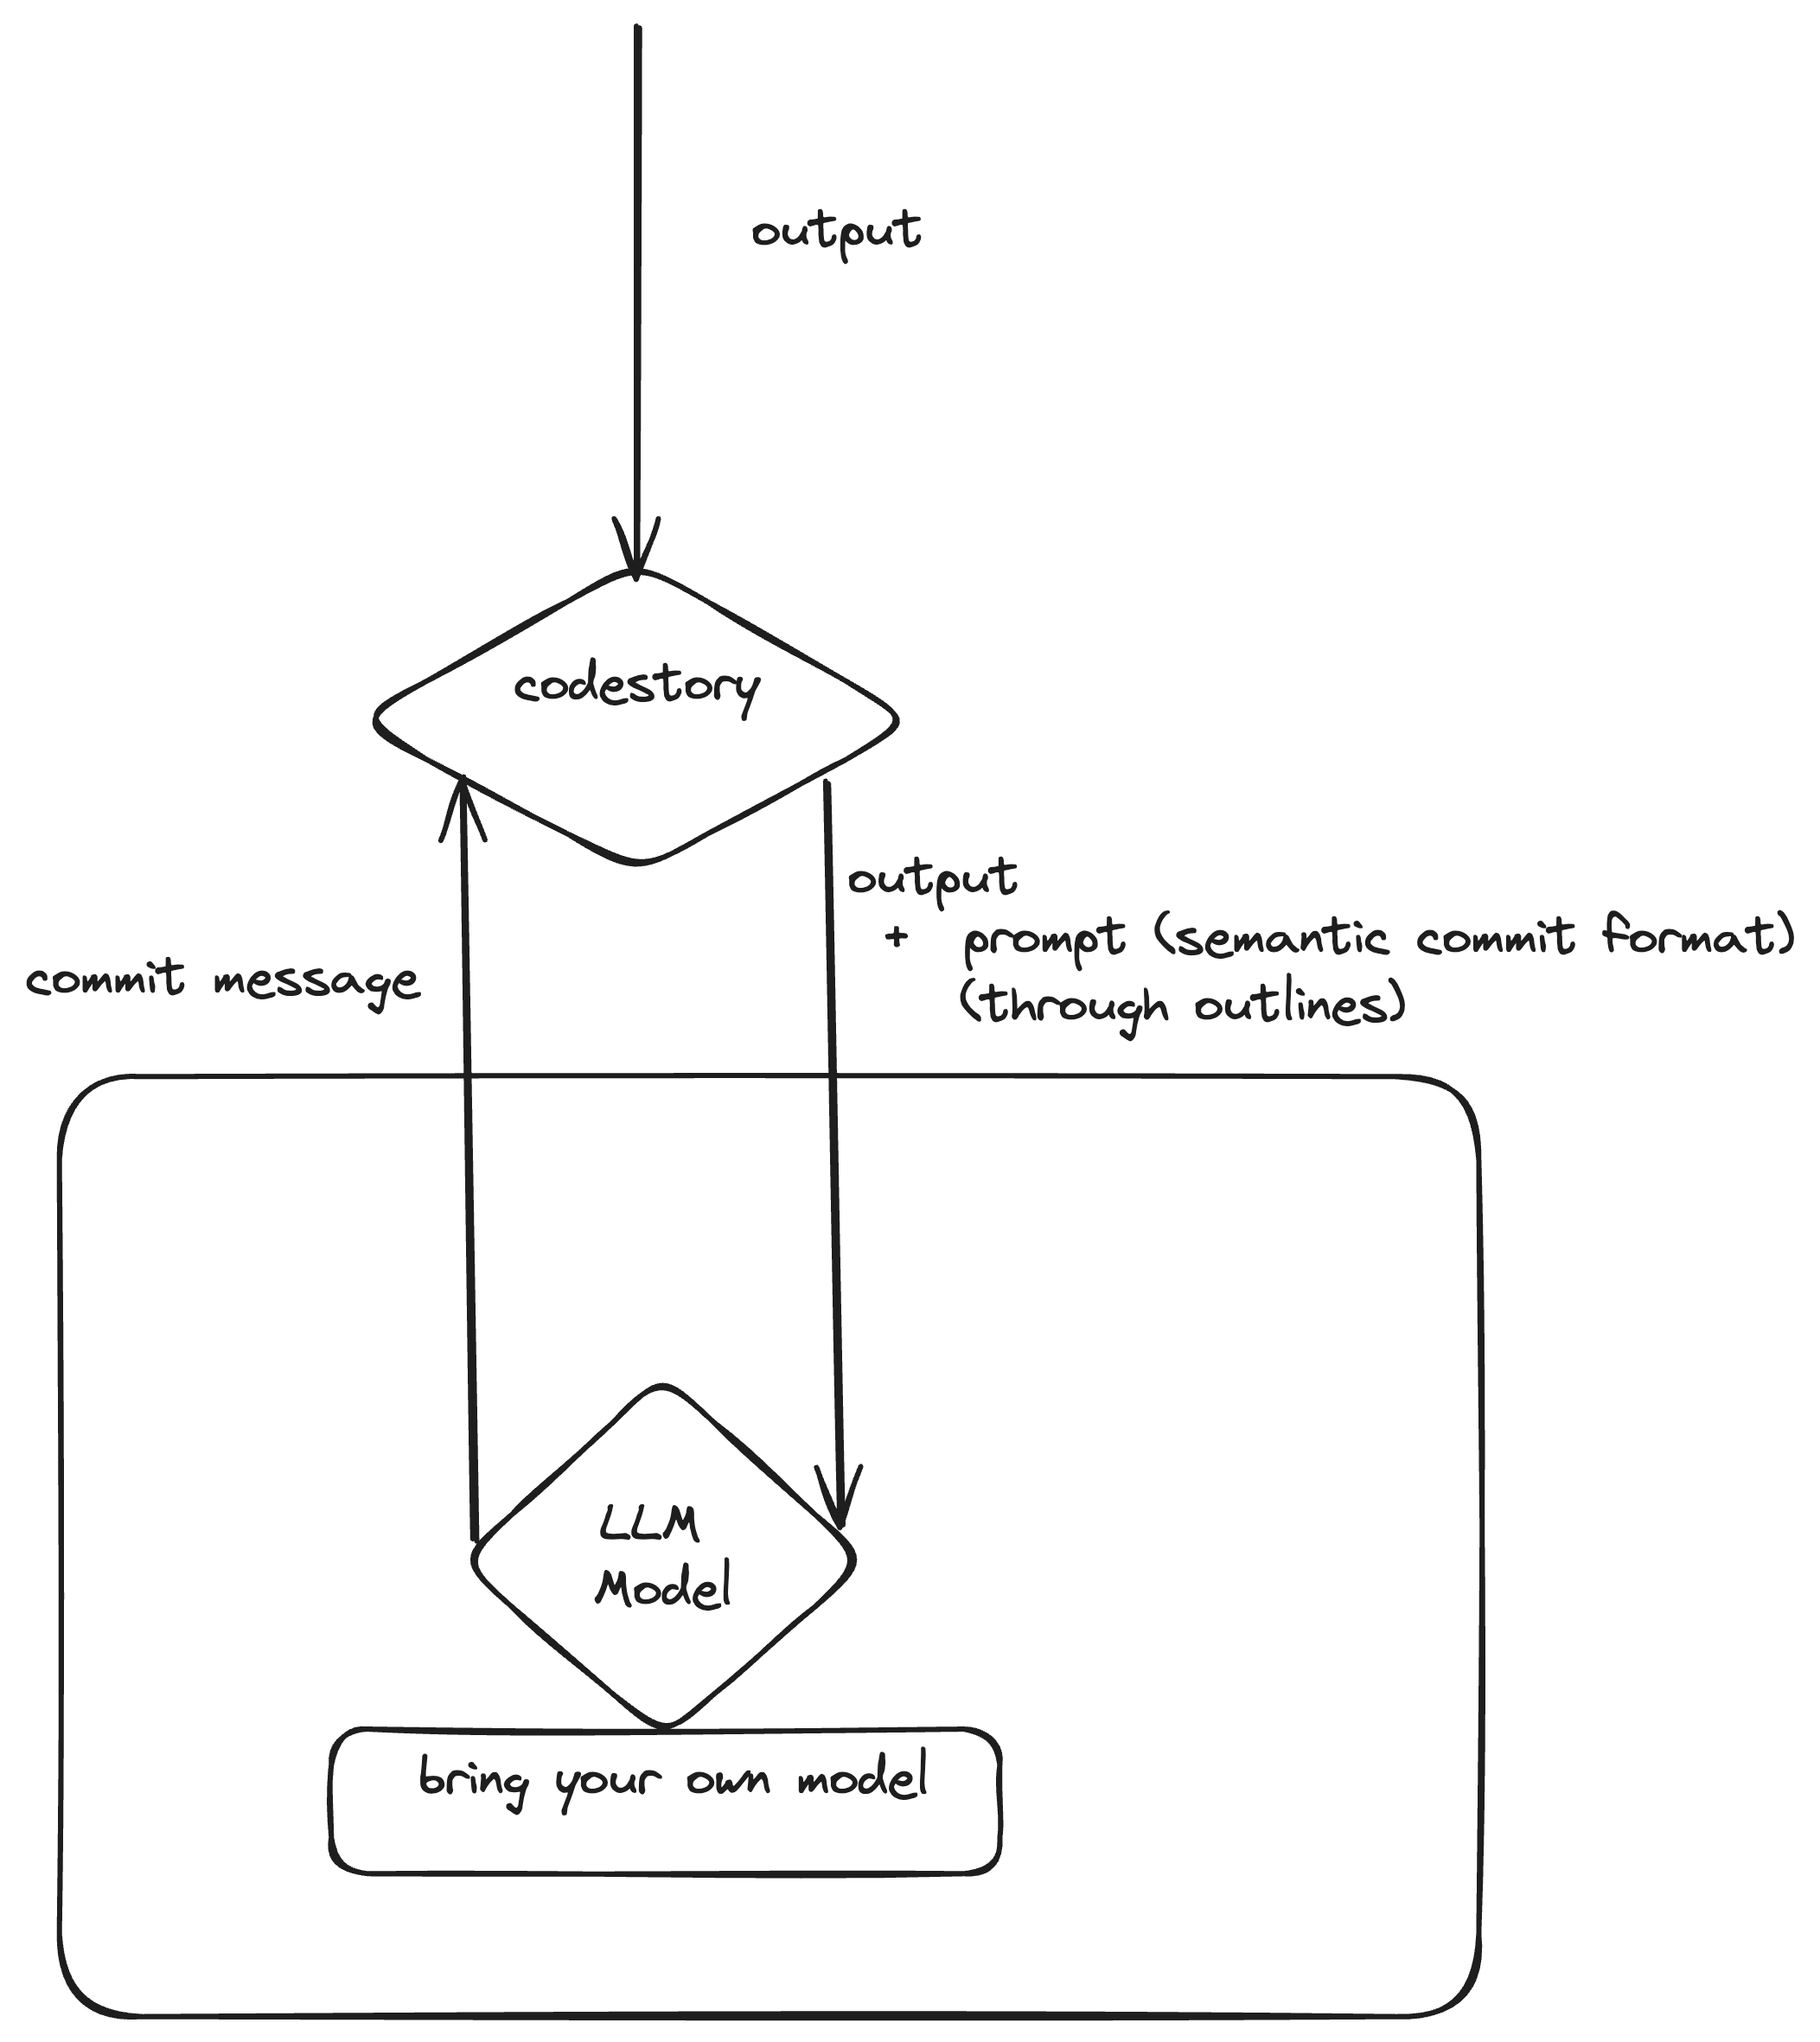 output
codestory
output
+ prompt (semantic commit format)
(through outlines)
commit message
LLM
Model
bring your own model